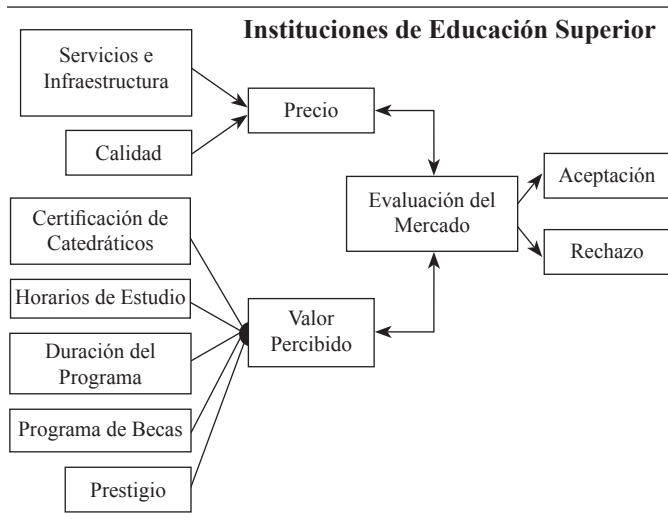 Instituciones de Educación Superior
Servicios e
Infraestructura
Precio
Calidad
Aceptación
Evaluación del
Mercado
Certificación de
Catedráticos
Rechazo
Horarios de Estudio
Valor
Percibido
Duración del
Programa
Programa de Becas
Prestigio